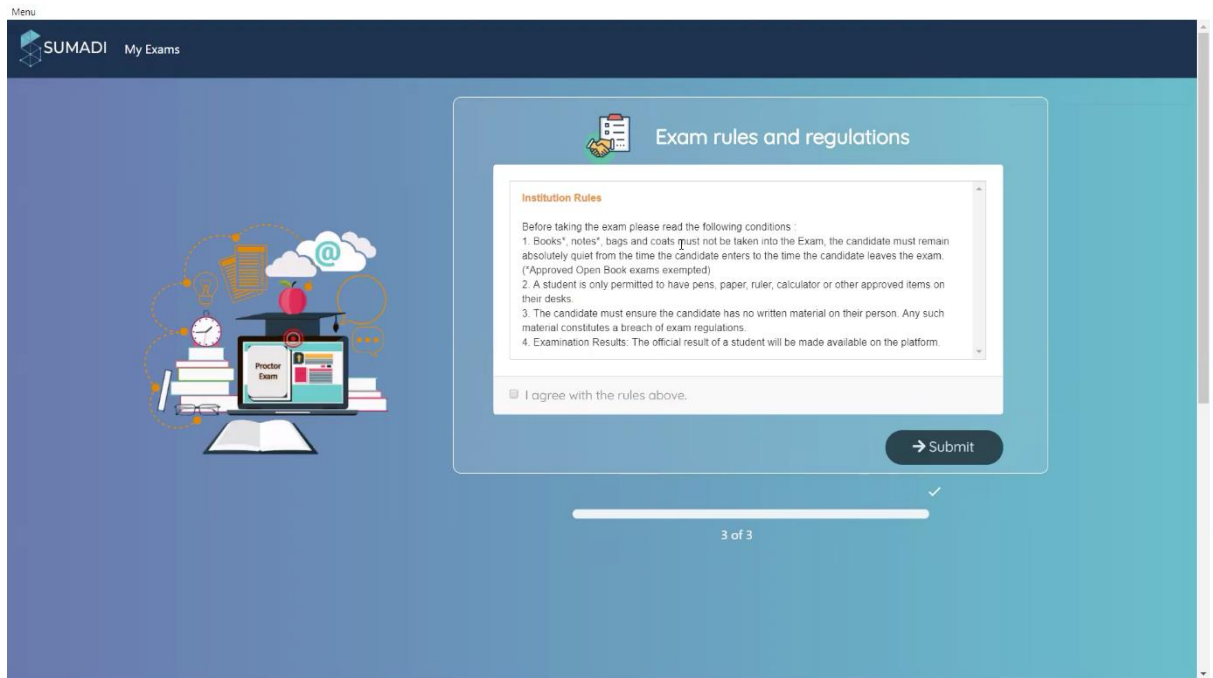 Menu
SUMADI My Exams
Exam rules and regulations
Institution Rules
Before taking the exam please read the following conditions :
1. Books*, notes*, bags and coats must not be taken into the Exam, the candidate must remain
absolutely quiet from the time the candidate enters to the time the candidate leaves the exam.
(*Approved Open Book exams exempted)
2. A student is only permitted to have pens, paper, ruler, calculator or other approved items on
their desks.
3. The candidate must ensure the candidate has no written material on their person. Any such
material constitutes a breach of exam regulations.
4. Examination Results: The official result of a student will be made available on the platform.
I agree with the rules above.
Submit
3 of 3
@
Proctor
Exam